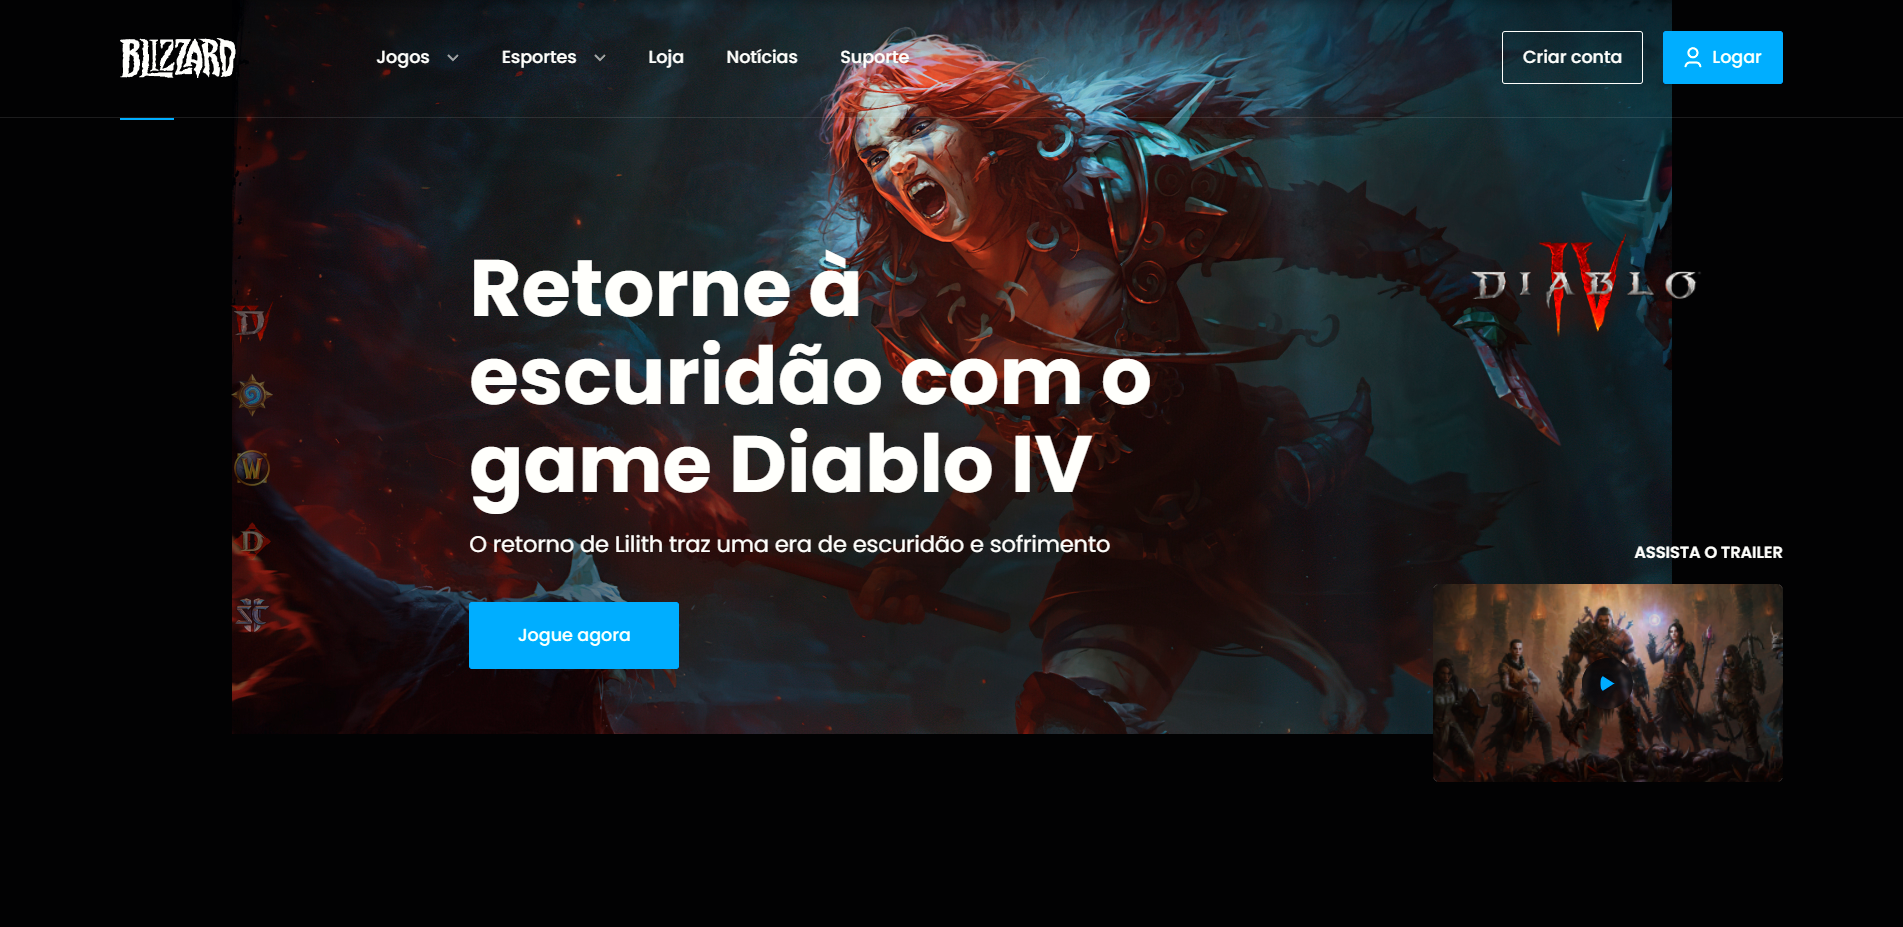 BLIZZARD
Jogos
Esportes
Loja
Notícias
Suporte
Criar conta
Logar
Retorne à
escuridão com o
game Diablo IV
O retorno de Lilith traz uma era de escuridão e sofrimento
Jogue agora
DIABLO IV
ASSISTA O TRAILER
D
W
D
SC